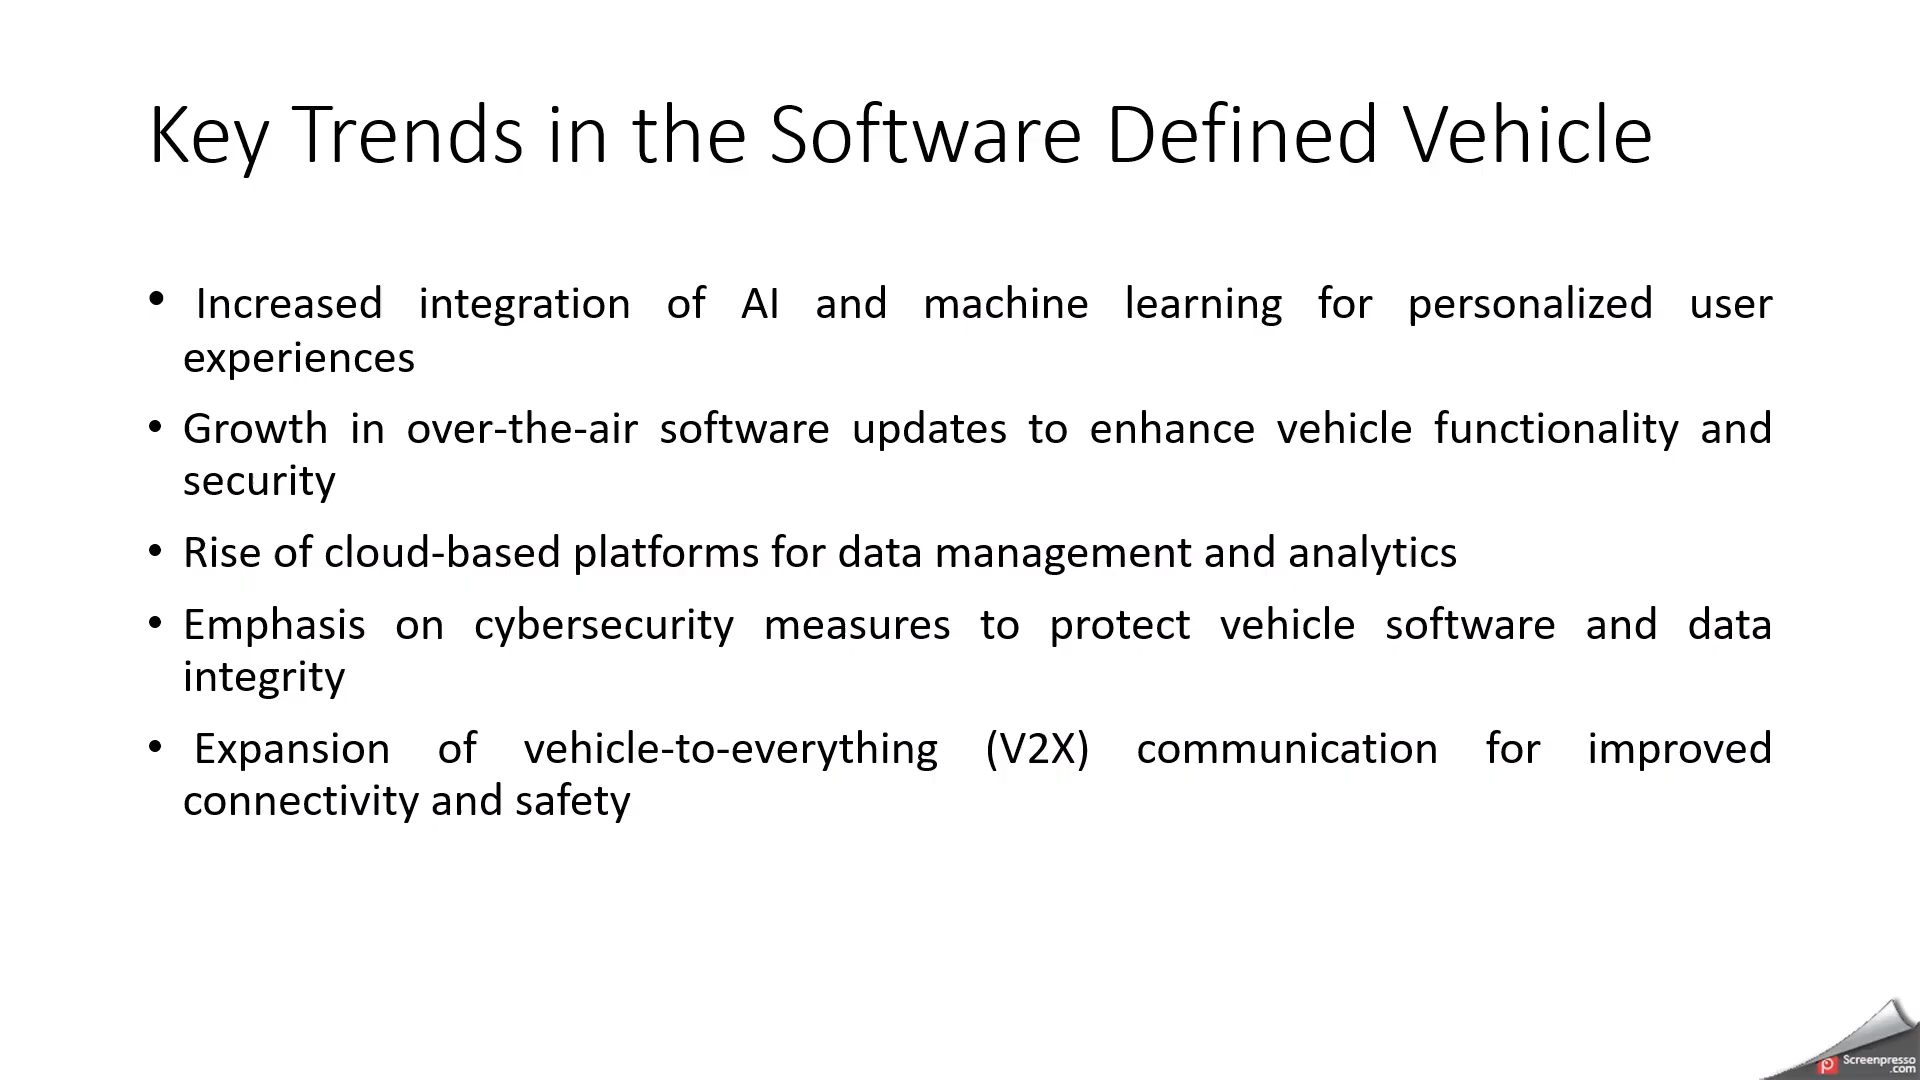 Key Trends in the Software Defined Vehicle
• Increased integration of AI and machine learning for personalized user
experiences
• Growth in over-the-air software updates to enhance vehicle functionality and
security
• Rise of cloud-based platforms for data management and analytics
• Emphasis on cybersecurity measures to protect vehicle software and data
integrity
• Expansion of vehicle-to-everything (V2X) communication for improved
connectivity and safety
Screenpresso
.com